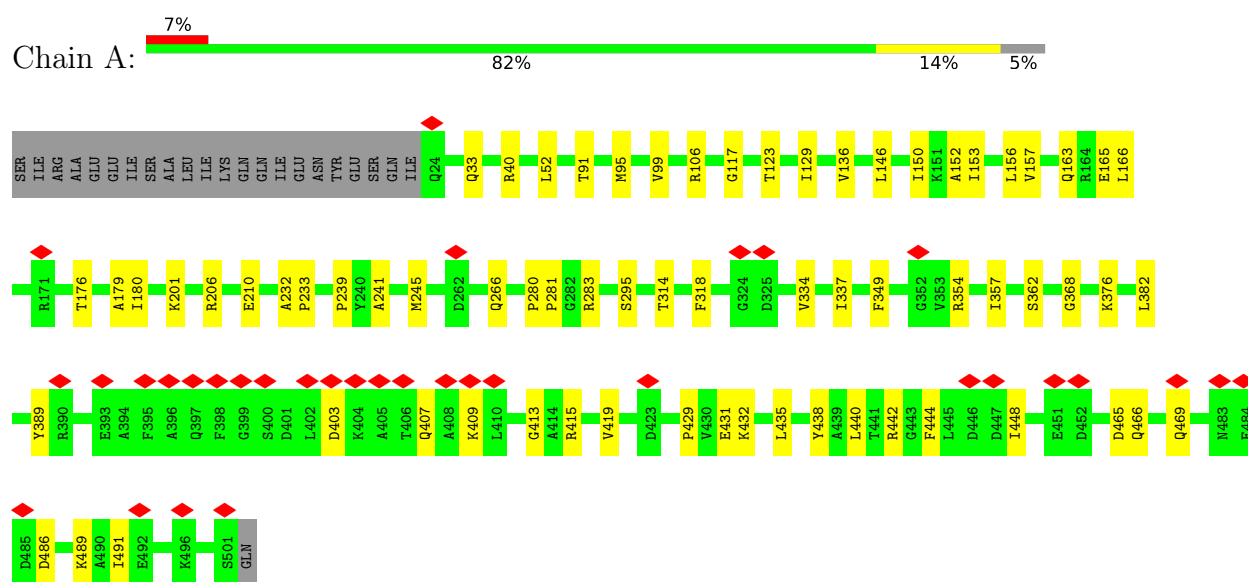 7%
Chain A:
82% 14% 5%
SER ILE ARG ALA GLU GLU ILE SER ALA LEU ILE LYS GLN GLN ILE GLU ASN TYR GLU SER GLN ILE Q24 Q33 R40 L52 T91 M95 V99 R106 G117 T123 I129 V136 L146 I150 K151 A152 I153 L156 V157 Q163 R164 E165 L166
R171 T176 A179 I180 K201 R206 E210 A232 P233 P239 Y240 A241 M245 D262 Q266 P280 P281 G282 R283 S295 T314 F318 G324 D325 V334 I337 F349 G352 V353 R354 I357 S362 G368 K376 L382
Y389 R390 E393 A394 F395 A396 Q397 F398 G399 S400 D401 L402 D403 K404 A405 T406 Q407 A408 K409 L410 G413 A414 R415 V419 D423 P429 V430 E431 K432 L435 Y438 A439 L440 T441 R442 G443 F444 L445 D446 D447 I448 E451 D452 D465 Q466 Q469 N483 E484
D485 D486 K489 A490 I491 E492 K496 S501 GLN